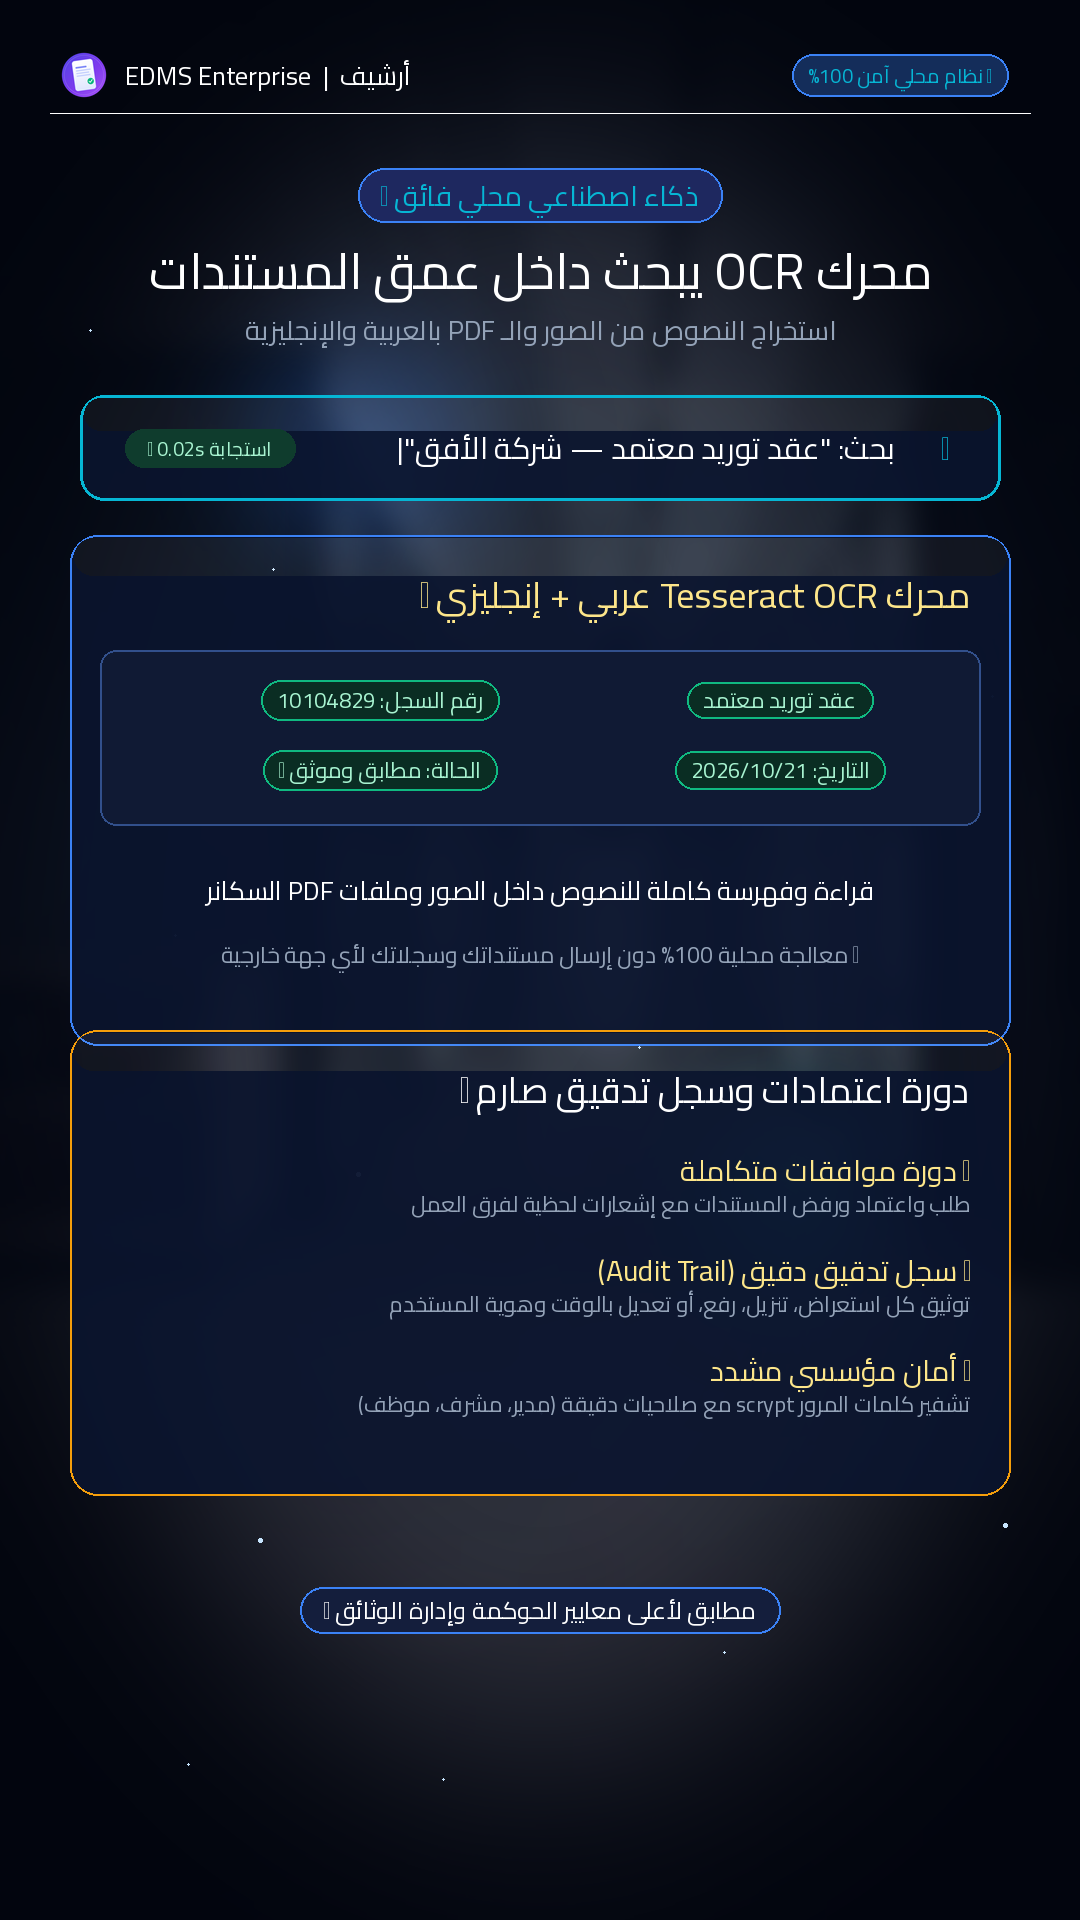 أرشيف | EDMS Enterprise
نظام محلي آمن 100%
ذكاء اصطناعي محلي فائق
محرك OCR يبحث داخل عمق المستندات
استخراج النصوص من الصور والـ PDF بالعربية والإنجليزية
بحث: "عقد توريد معتمد — شركة الأفق"|
استجابة 0.02s
محرك Tesseract OCR عربي + إنجليزي
عقد توريد معتمد
رقم السجل: 10104829
التاريخ: 2026/10/21
الحالة: مطابق وموثق
قراءة وفهرسة كاملة للنصوص داخل الصور وملفات PDF السكانر
معالجة محلية 100% دون إرسال مستنداتك وسجلاتك لأي جهة خارجية
دورة اعتمادات وسجل تدقيق صارم
دورة موافقات متكاملة
طلب واعتماد ورفض المستندات مع إشعارات لحظية لفرق العمل
سجل تدقيق دقيق (Audit Trail)
توثيق كل استعراض، تنزيل، رفع، أو تعديل بالوقت وهوية المستخدم
أمان مؤسسي مشدد
تشفير كلمات المرور scrypt مع صلاحيات دقيقة (مدير، مشرف، موظف)
مطابق لأعلى معايير الحوكمة وإدارة الوثائق